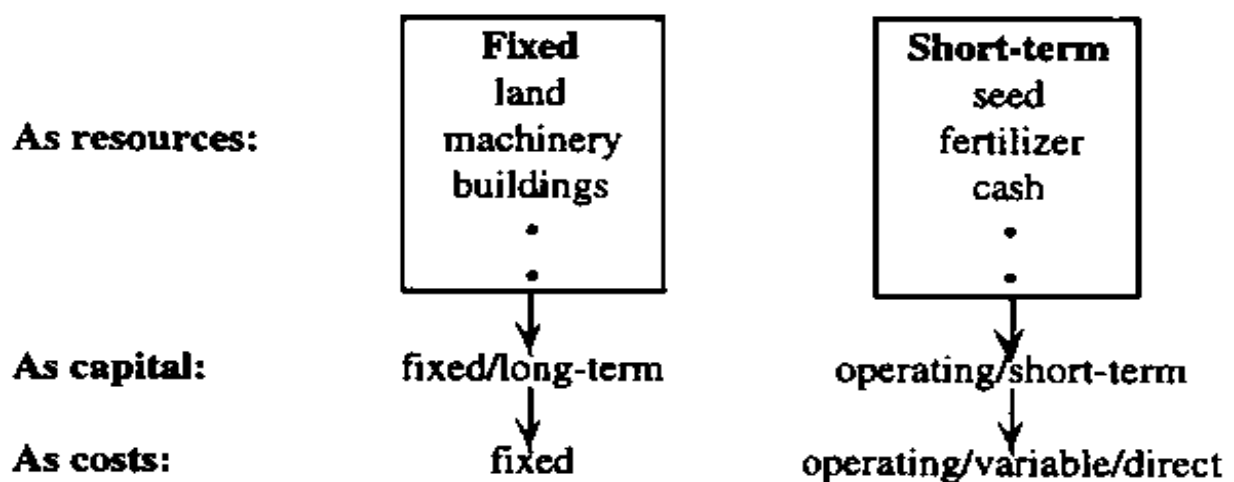 As resources:
Fixed
land
machinery
buildings
•
•
Short-term
seed
fertilizer
cash
•
•
As capital:
fixed/long-term
operating/short-term
As costs:
fixed
operating/variable/direct